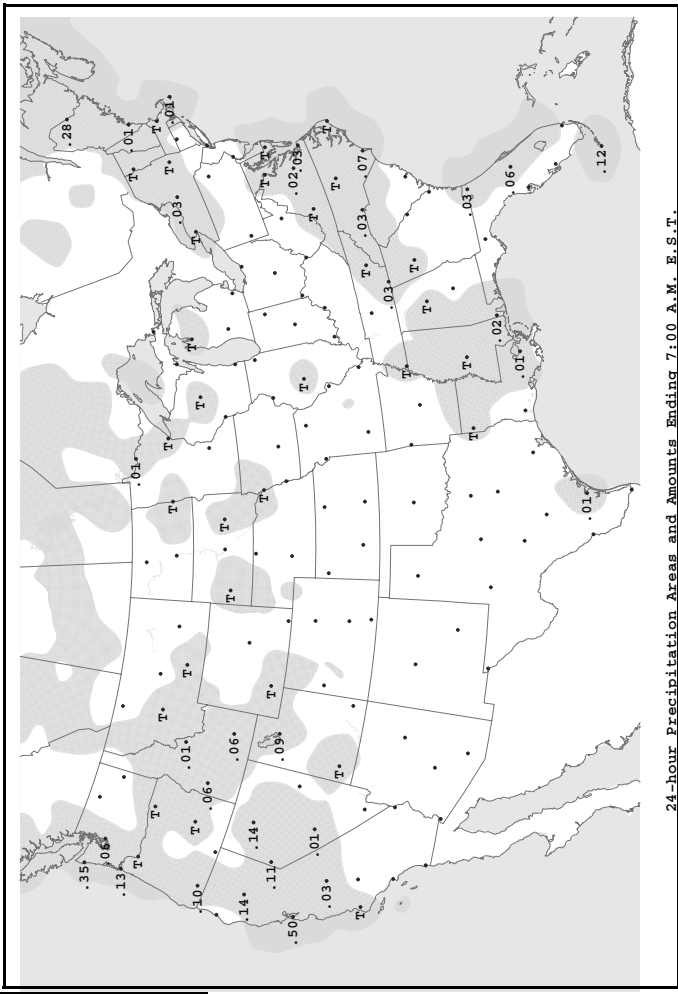 .28
.35
.06
.13
.01
T
.01
T
T
T
T
T
T
.01
T
.03
.01
T
T
T
T
.10
T
.06
T
T
.06
.14
.14
T
T
T
.11
T
.09
.50
.02
.03
T
T
.01
.03
T
T
T
T
.03
.07
T
.03
T
T
T
T
T
.03
.02
.06
.01
.01
.12
24-hour Precipitation Areas and Amounts Ending 7:00 A.M. E.S.T.